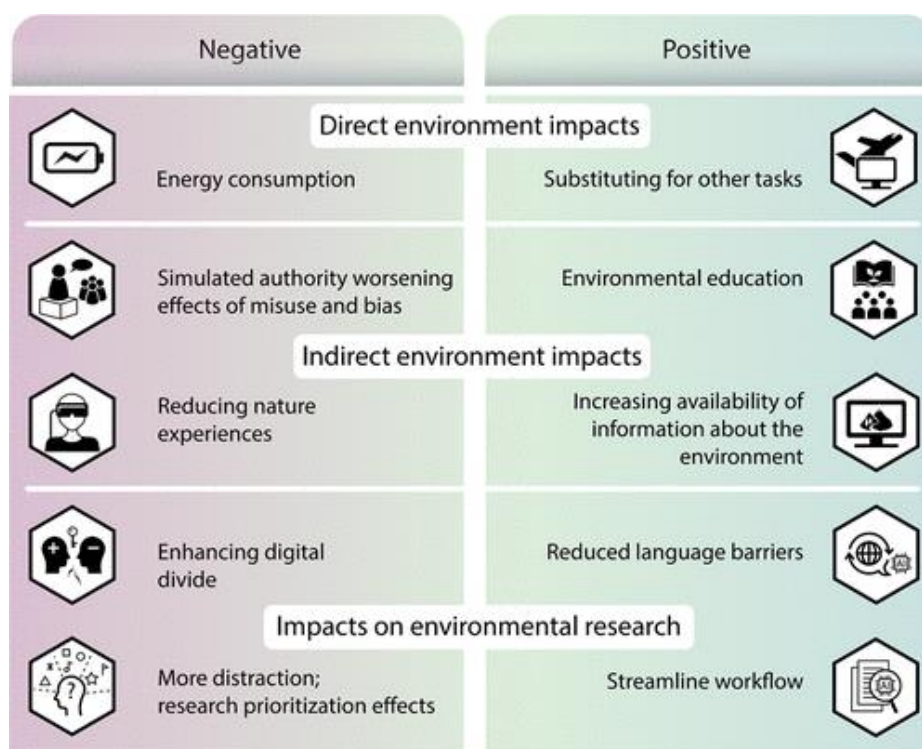 Negative
Positive
Direct environment impacts
Energy consumption
Substituting for other tasks
Simulated authority worsening
effects of misuse and bias
Environmental education
Indirect environment impacts
Reducing nature
experiences
Increasing availability of
information about the
environment
Enhancing digital
divide
Reduced language barriers
AI
Impacts on environmental research
More distraction;
research prioritization effects
Streamline workflow
AI